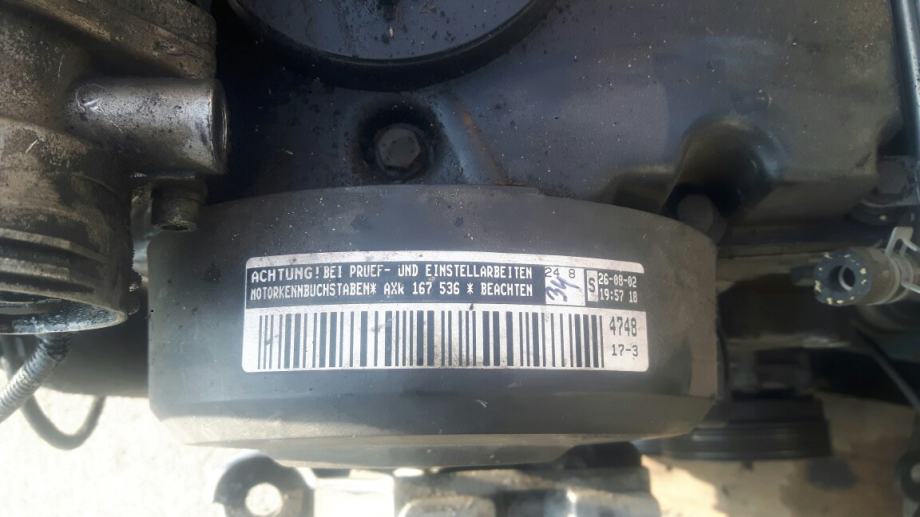 ACHTUNG! BEI PRUEF- UND EINSTELLARBEITEN
MOTORKENNBUCHSTABEN* AXk 167 536 * BEACHTEN
24 8
34
S
26-08-02
19:57 18
4748
17-3